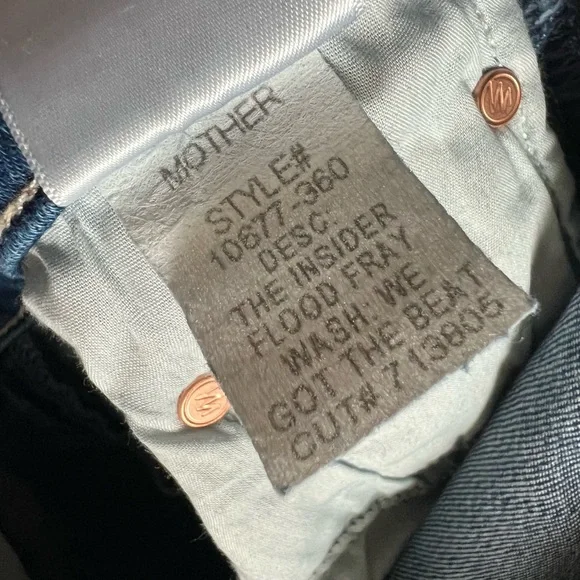 MOTHER
STYLE#
10677-360
DESC:
THE INSIDER
FLOOD FRAY
WASH: WE
GOT THE BEAT
CUT# 713805